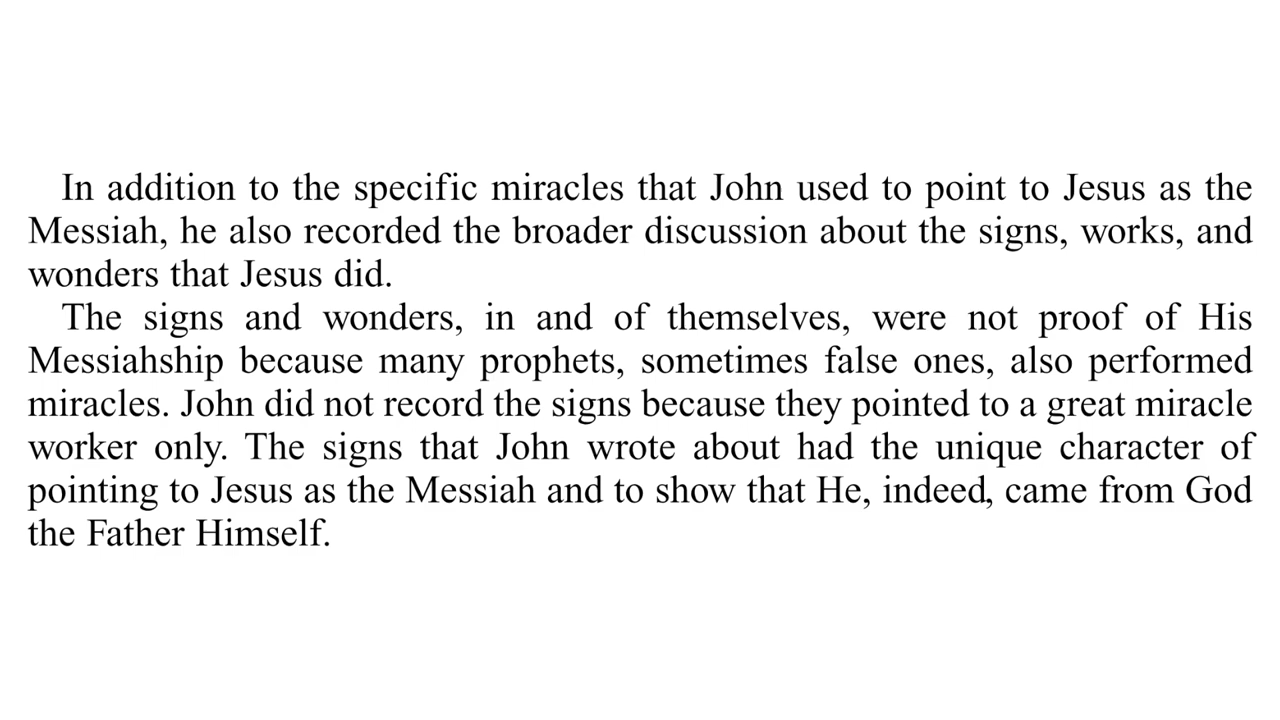 In addition to the specific miracles that John used to point to Jesus as the
Messiah, he also recorded the broader discussion about the signs, works, and
wonders that Jesus did.
The signs and wonders, in and of themselves, were not proof of His
Messiahship because many prophets, sometimes false ones, also performed
miracles. John did not record the signs because they pointed to a great miracle
worker only. The signs that John wrote about had the unique character of
pointing to Jesus as the Messiah and to show that He, indeed, came from God
the Father Himself.